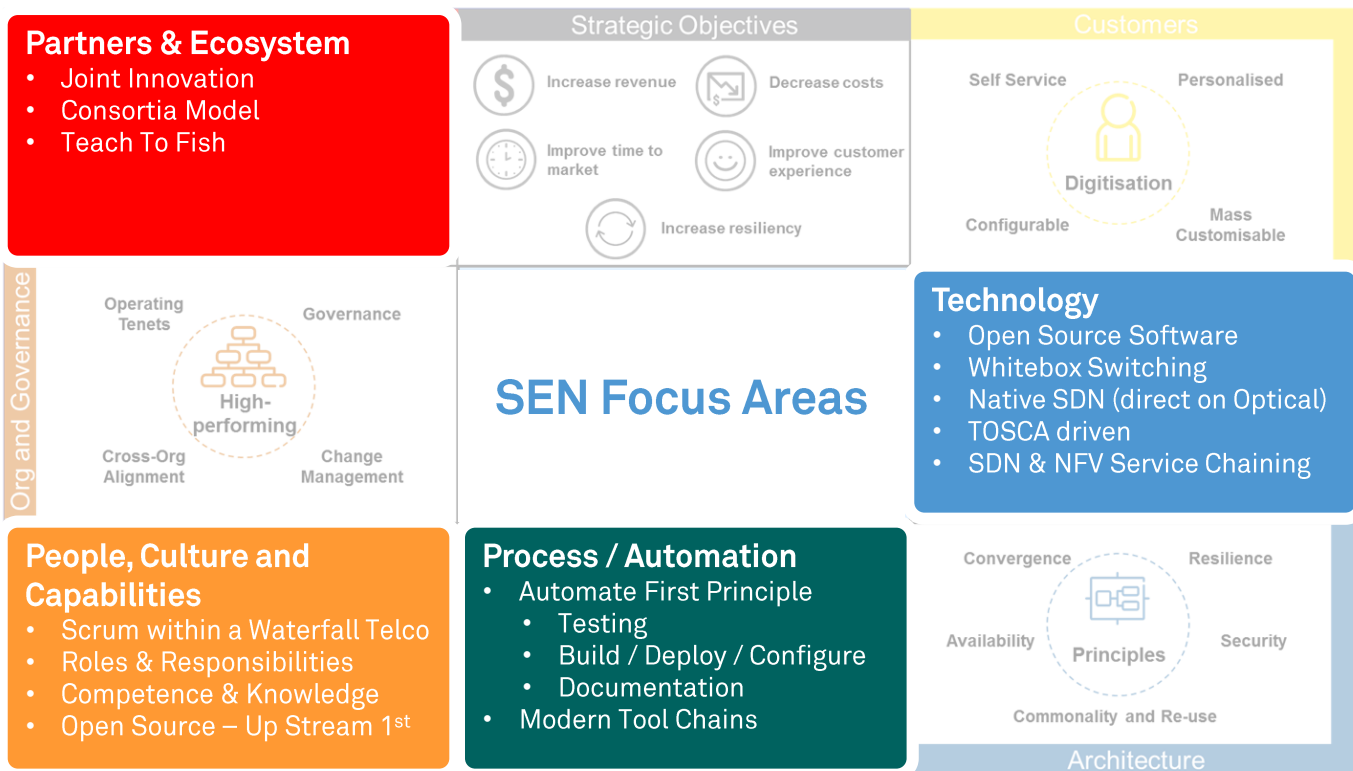 Partners & Ecosystem
• Joint Innovation
• Consortia Model
• Teach To Fish
Strategic Objectives
Increase revenue
Decrease costs
Improve time to
market
Improve customer
experience
Increase resiliency
Customers
Self Service
Personalised
Digitisation
Configurable
Mass
Customisable
Org and Governance
Operating
Tenets
Governance
High-
performing
Cross-Org
Alignment
Change
Management
SEN Focus Areas
Technology
• Open Source Software
• Whitebox Switching
• Native SDN (direct on Optical)
• TOSCA driven
• SDN & NFV Service Chaining
People, Culture and
Capabilities
• Scrum within a Waterfall Telco
• Roles & Responsibilities
• Competence & Knowledge
• Open Source – Up Stream 1st
Process / Automation
• Automate First Principle
• Testing
• Build / Deploy / Configure
• Documentation
• Modern Tool Chains
Convergence
Resilience
Availability
Security
Principles
Commonality and Re-use
Architecture